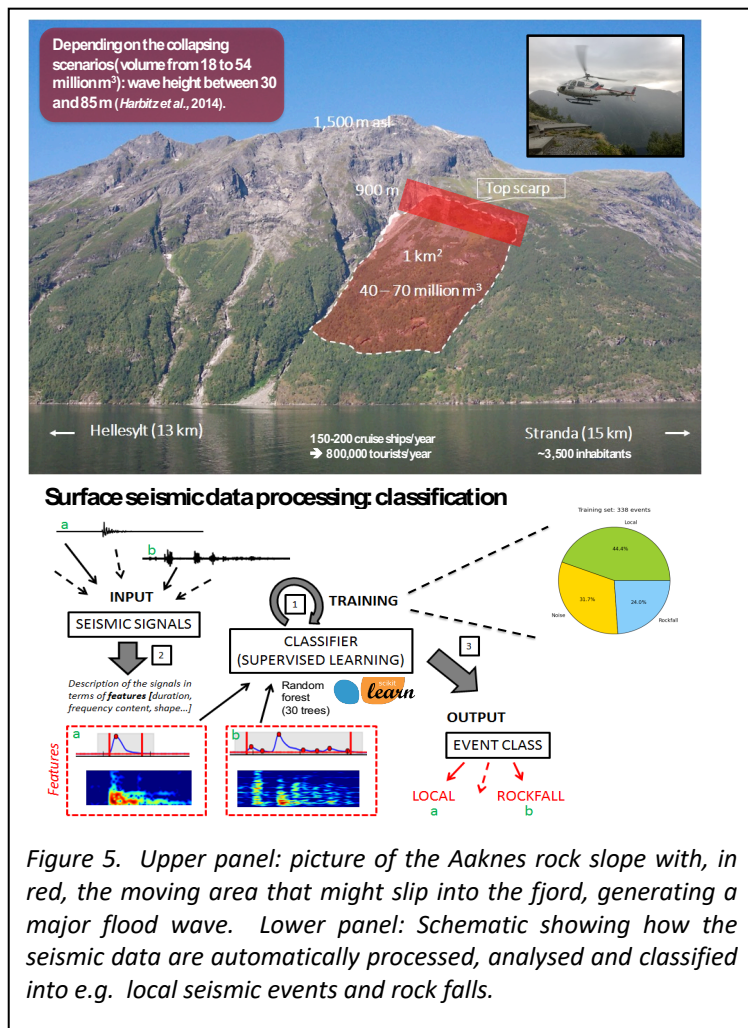 Depending on the collapsing
scenarios(volume from 18 to 54
million m³): wave height between 30
and 85 m (Harbitz et al., 2014).
1,500 m asl
900 m
Top scarp
1 km²
40 – 70 million m³
Hellesylt (13 km)
150-200 cruise ships/year
➔ 800,000 tourists/year
Stranda (15 km)
~3,500 inhabitants
Surface seismic data processing: classification
a
b
INPUT
SEISMIC SIGNALS
2
Description of the signals in
terms of features [duration,
frequency content, shape...]
1
TRAINING
CLASSIFIER
(SUPERVISED LEARNING)
Random
forest
(30 trees)
scikit
learn
Training set: 338 events
Local
44.4%
Noise
31.7%
24.0%
Rockfall
3
OUTPUT
EVENT CLASS
LOCAL
a
ROCKFALL
b
Features
a
b
Figure 5. Upper panel: picture of the Aaknes rock slope with, in
red, the moving area that might slip into the fjord, generating a
major flood wave. Lower panel: Schematic showing how the
seismic data are automatically processed, analysed and classified
into e.g. local seismic events and rock falls.